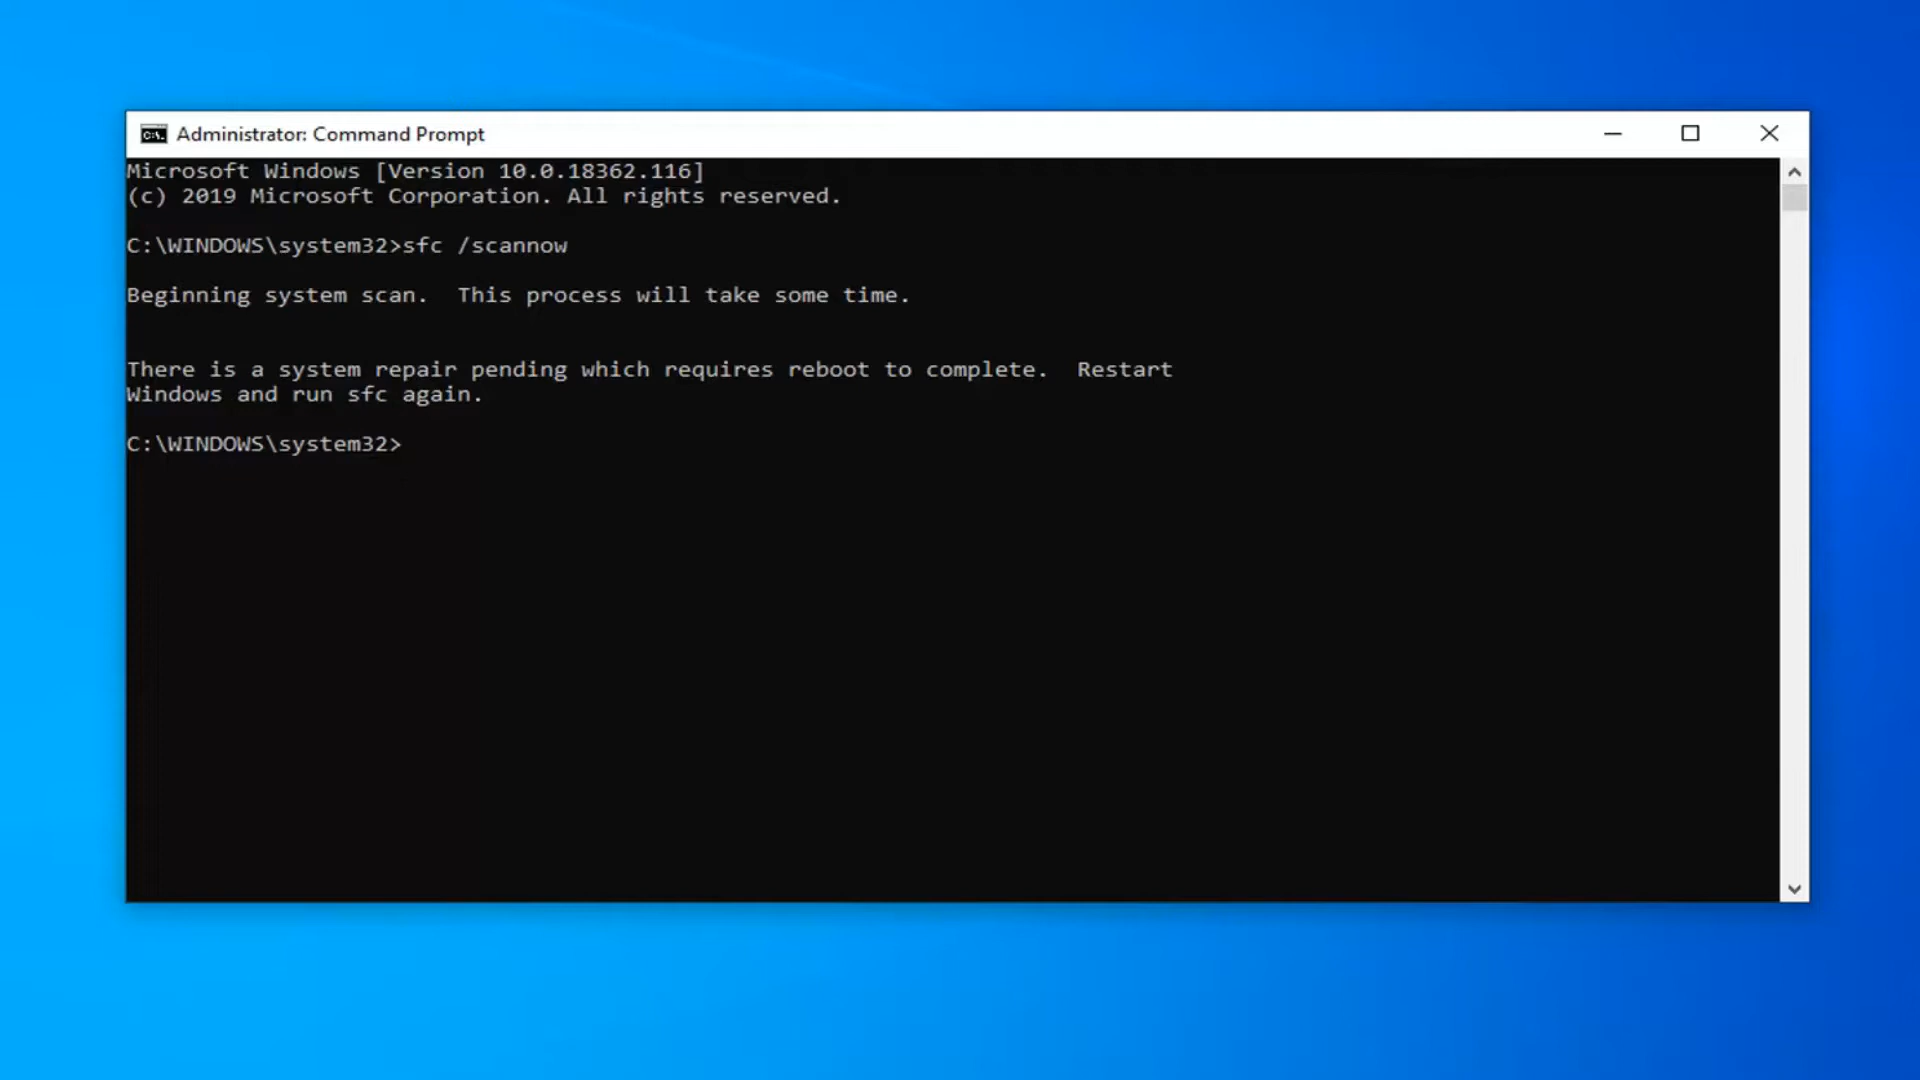 Administrator: Command Prompt
Microsoft Windows [Version 10.0.18362.116]
(c) 2019 Microsoft Corporation. All rights reserved.
C:\WINDOWS\system32>sfc /scannow
Beginning system scan.  This process will take some time.
There is a system repair pending which requires reboot to complete.  Restart
Windows and run sfc again.
C:\WINDOWS\system32>